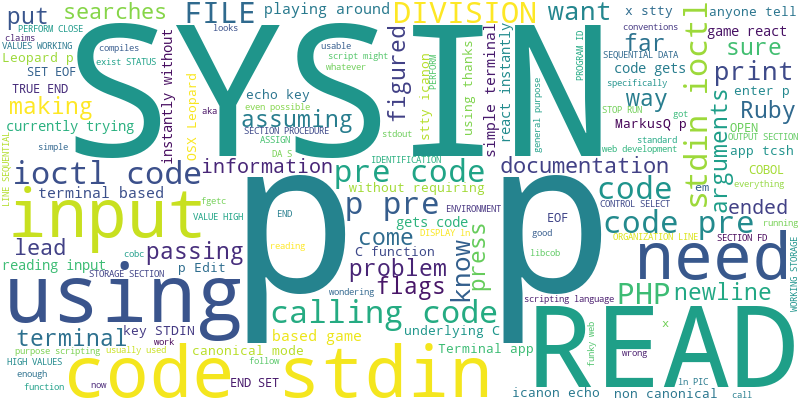 put
searches
FILE
playing around
DIVISION
want
x stty
anyone tell
PERFORM CLOSE
claims
looks
conventions
game react
VALUES WORKING
compiles
usable
far
SEQUENTIAL DATA
sure
Leopard p
exist STATUS
script might
whatever
code gets
PROGRAM ID
SET EOF
SYSIN
figured
PERFORM
specifically
enter p
TRUE END
instantly without
OSX Leopard
echo key
even possible
stty icanon
simple terminal
using thanks
react instantly
general purpose
print
stdin ioctl
making
aka
assuming
way
Ruby
currently trying
SECTION PROCEDURE
stdout
STOP RUN
got
MarkusQ p
arguments
OPEN
OUTPUT SECTION
simple
ASSIGN
DA S
standard
web development
app tcsh
LINE SEQUENTIAL
ioctl code
information
IDENTIFICATION
pre code
documentation
em
COBOL
everything
terminal based
without requiring
code
CONTROL SELECT
ended
running
input
fgetc
VALUE HIGH
p
END
p pre
ENVIRONMENT
gets code
DISPLAY ln
EOF
good
p
code pre
lead
passing
come
C function
ORGANIZATION LINE
SECTION FD
reading input
cobc
reading
problem
know
press
libcob
need
WORKING STORAGE
p Edit
STORAGE SECTION
flags
wondering
scripting language
PHP
newline
using
calling code
READ
terminal
key STDIN
work
based game
underlying C
funky web
x
purpose scripting
usually used
canonical mode
Terminal app
wrong
HIGH VALUES
enough
code stdin
follow
function
now
END SET
icanon echo
non canonical
ln PIC
call